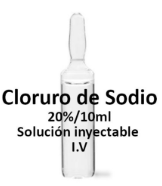 Cloruro de Sodio
20%/10ml
Solución inyectable
I.V